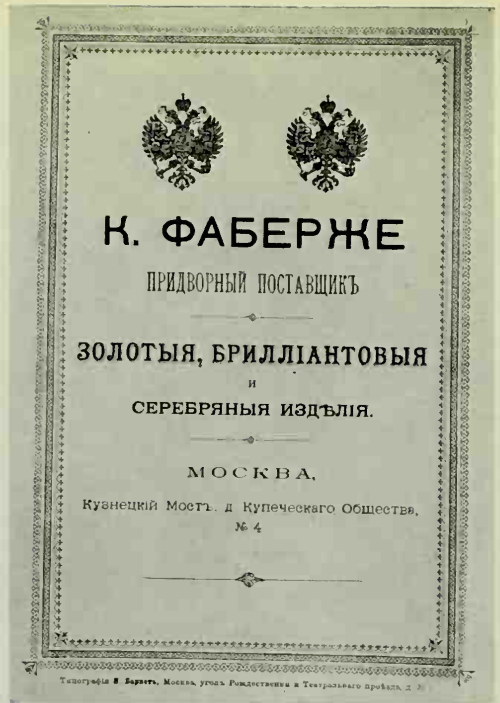 К. ФАБЕРЖЕ
ПРИДВОРНЫЙ ПОСТАВЩИКЪ
ЗОЛОТЫЯ, БРИЛЛІАНТОВЫЯ
И
СЕРЕБРЯНЫЯ ИЗДѢЛІЯ.
МОСКВА,
Кузнецкій Мостъ, д Купеческаго Общества,
№ 4
Типографія Я Барнетъ, Москва, уголъ Рождественки и Театральнаго проѣзда, д